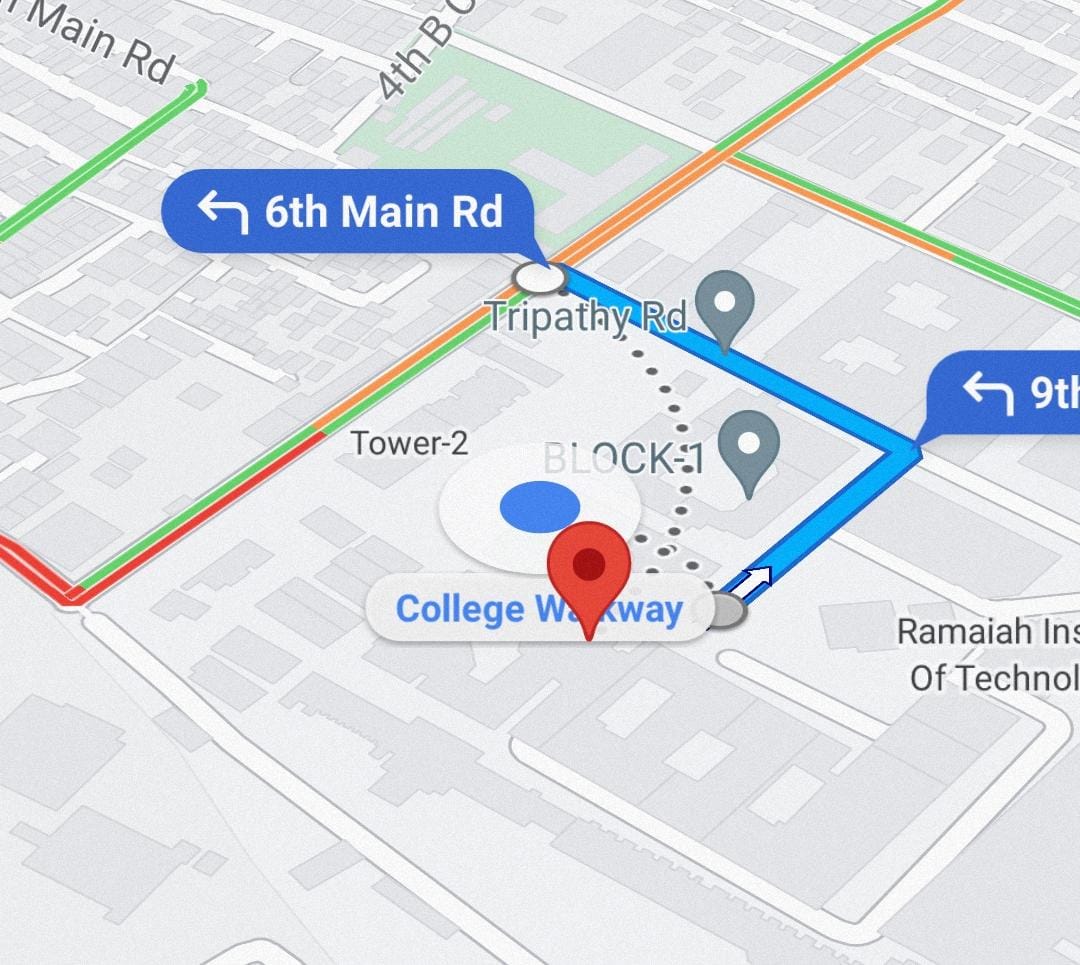 Main Rd
4th B
6th Main Rd
Tripathy Rd
9th
Tower-2
BLOCK-1
College Walkway
Ramaiah Ins
Of Technol